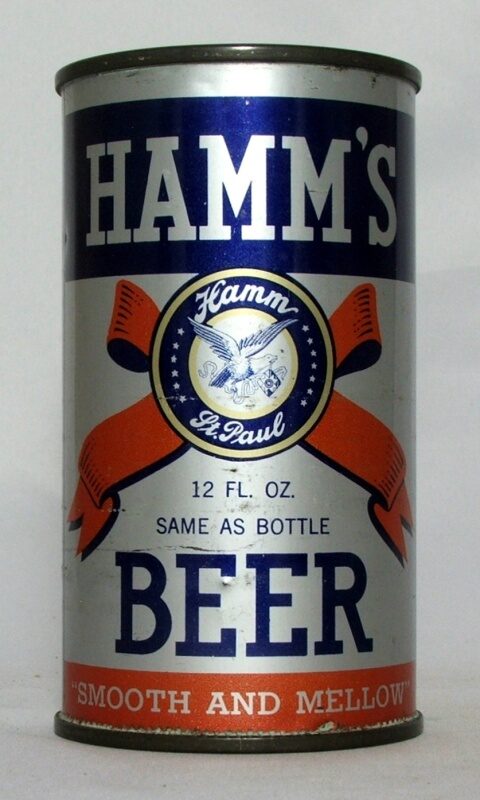 HAMM'S
Hamm
St. Paul
12 FL. OZ.
SAME AS BOTTLE
BEER
"SMOOTH AND MELLOW"